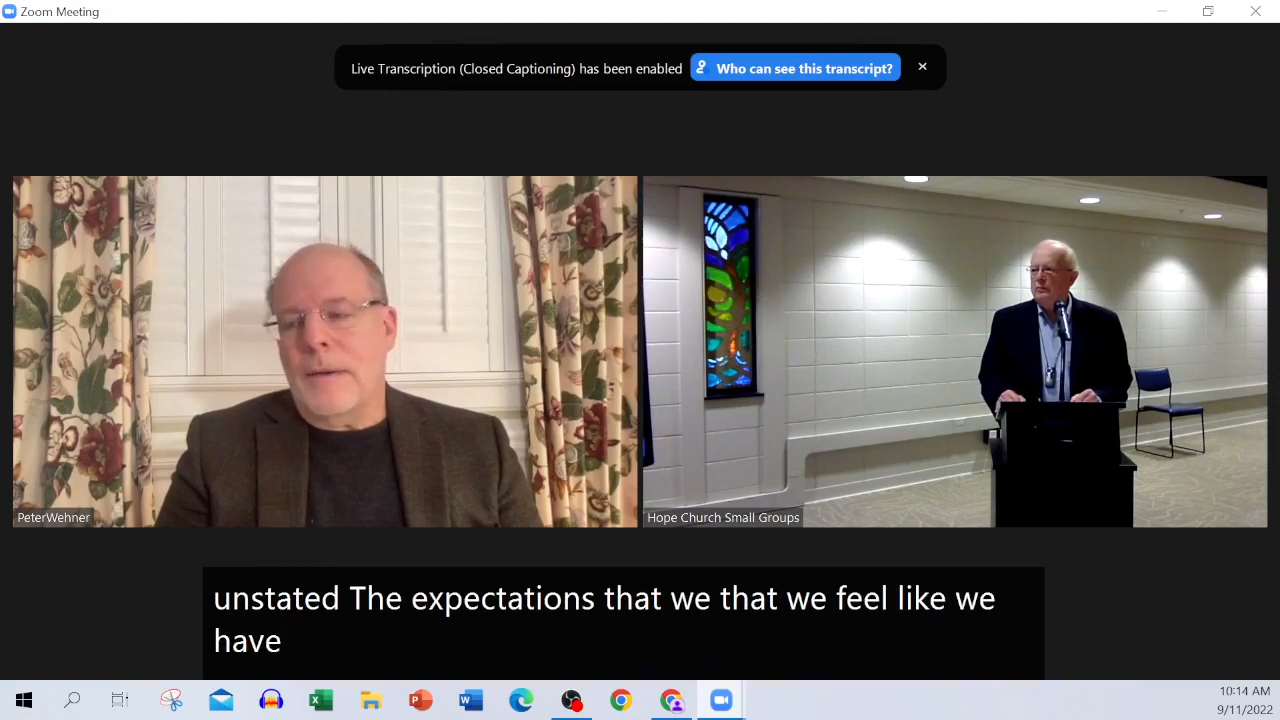 Zoom Meeting
Live Transcription (Closed Captioning) has been enabled
Who can see this transcript?
PeterWehner
Hope Church Small Groups
unstated The expectations that we that we feel like we
have
10:14 AM
9/11/2022